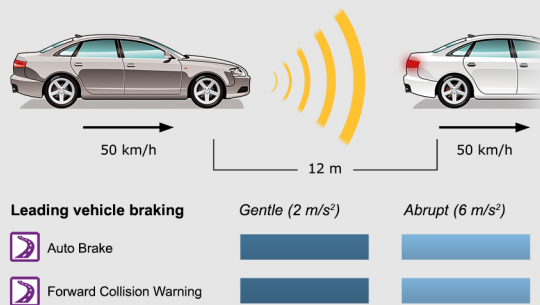 50 km/h
50 km/h
12 m
Leading vehicle braking
Gentle (2 m/s²)
Abrupt (6 m/s²)
Auto Brake
Forward Collision Warning